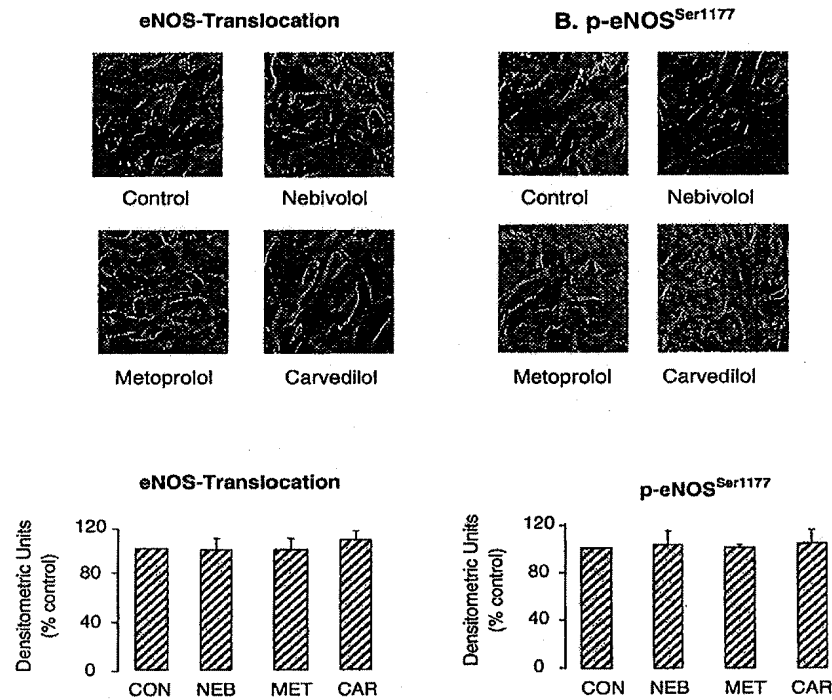 eNOS-Translocation
B. p-eNOSSer1177
Control
Nebivolol
Control
Nebivolol
Metoprolol
Carvedilol
Metoprolol
Carvedilol
eNOS-Translocation
Densitometric Units
(% control)
120
80
40
0
CON NEB MET CAR
p-eNOSSer1177
Densitometric Units
(% control)
120
80
40
0
CON NEB MET CAR